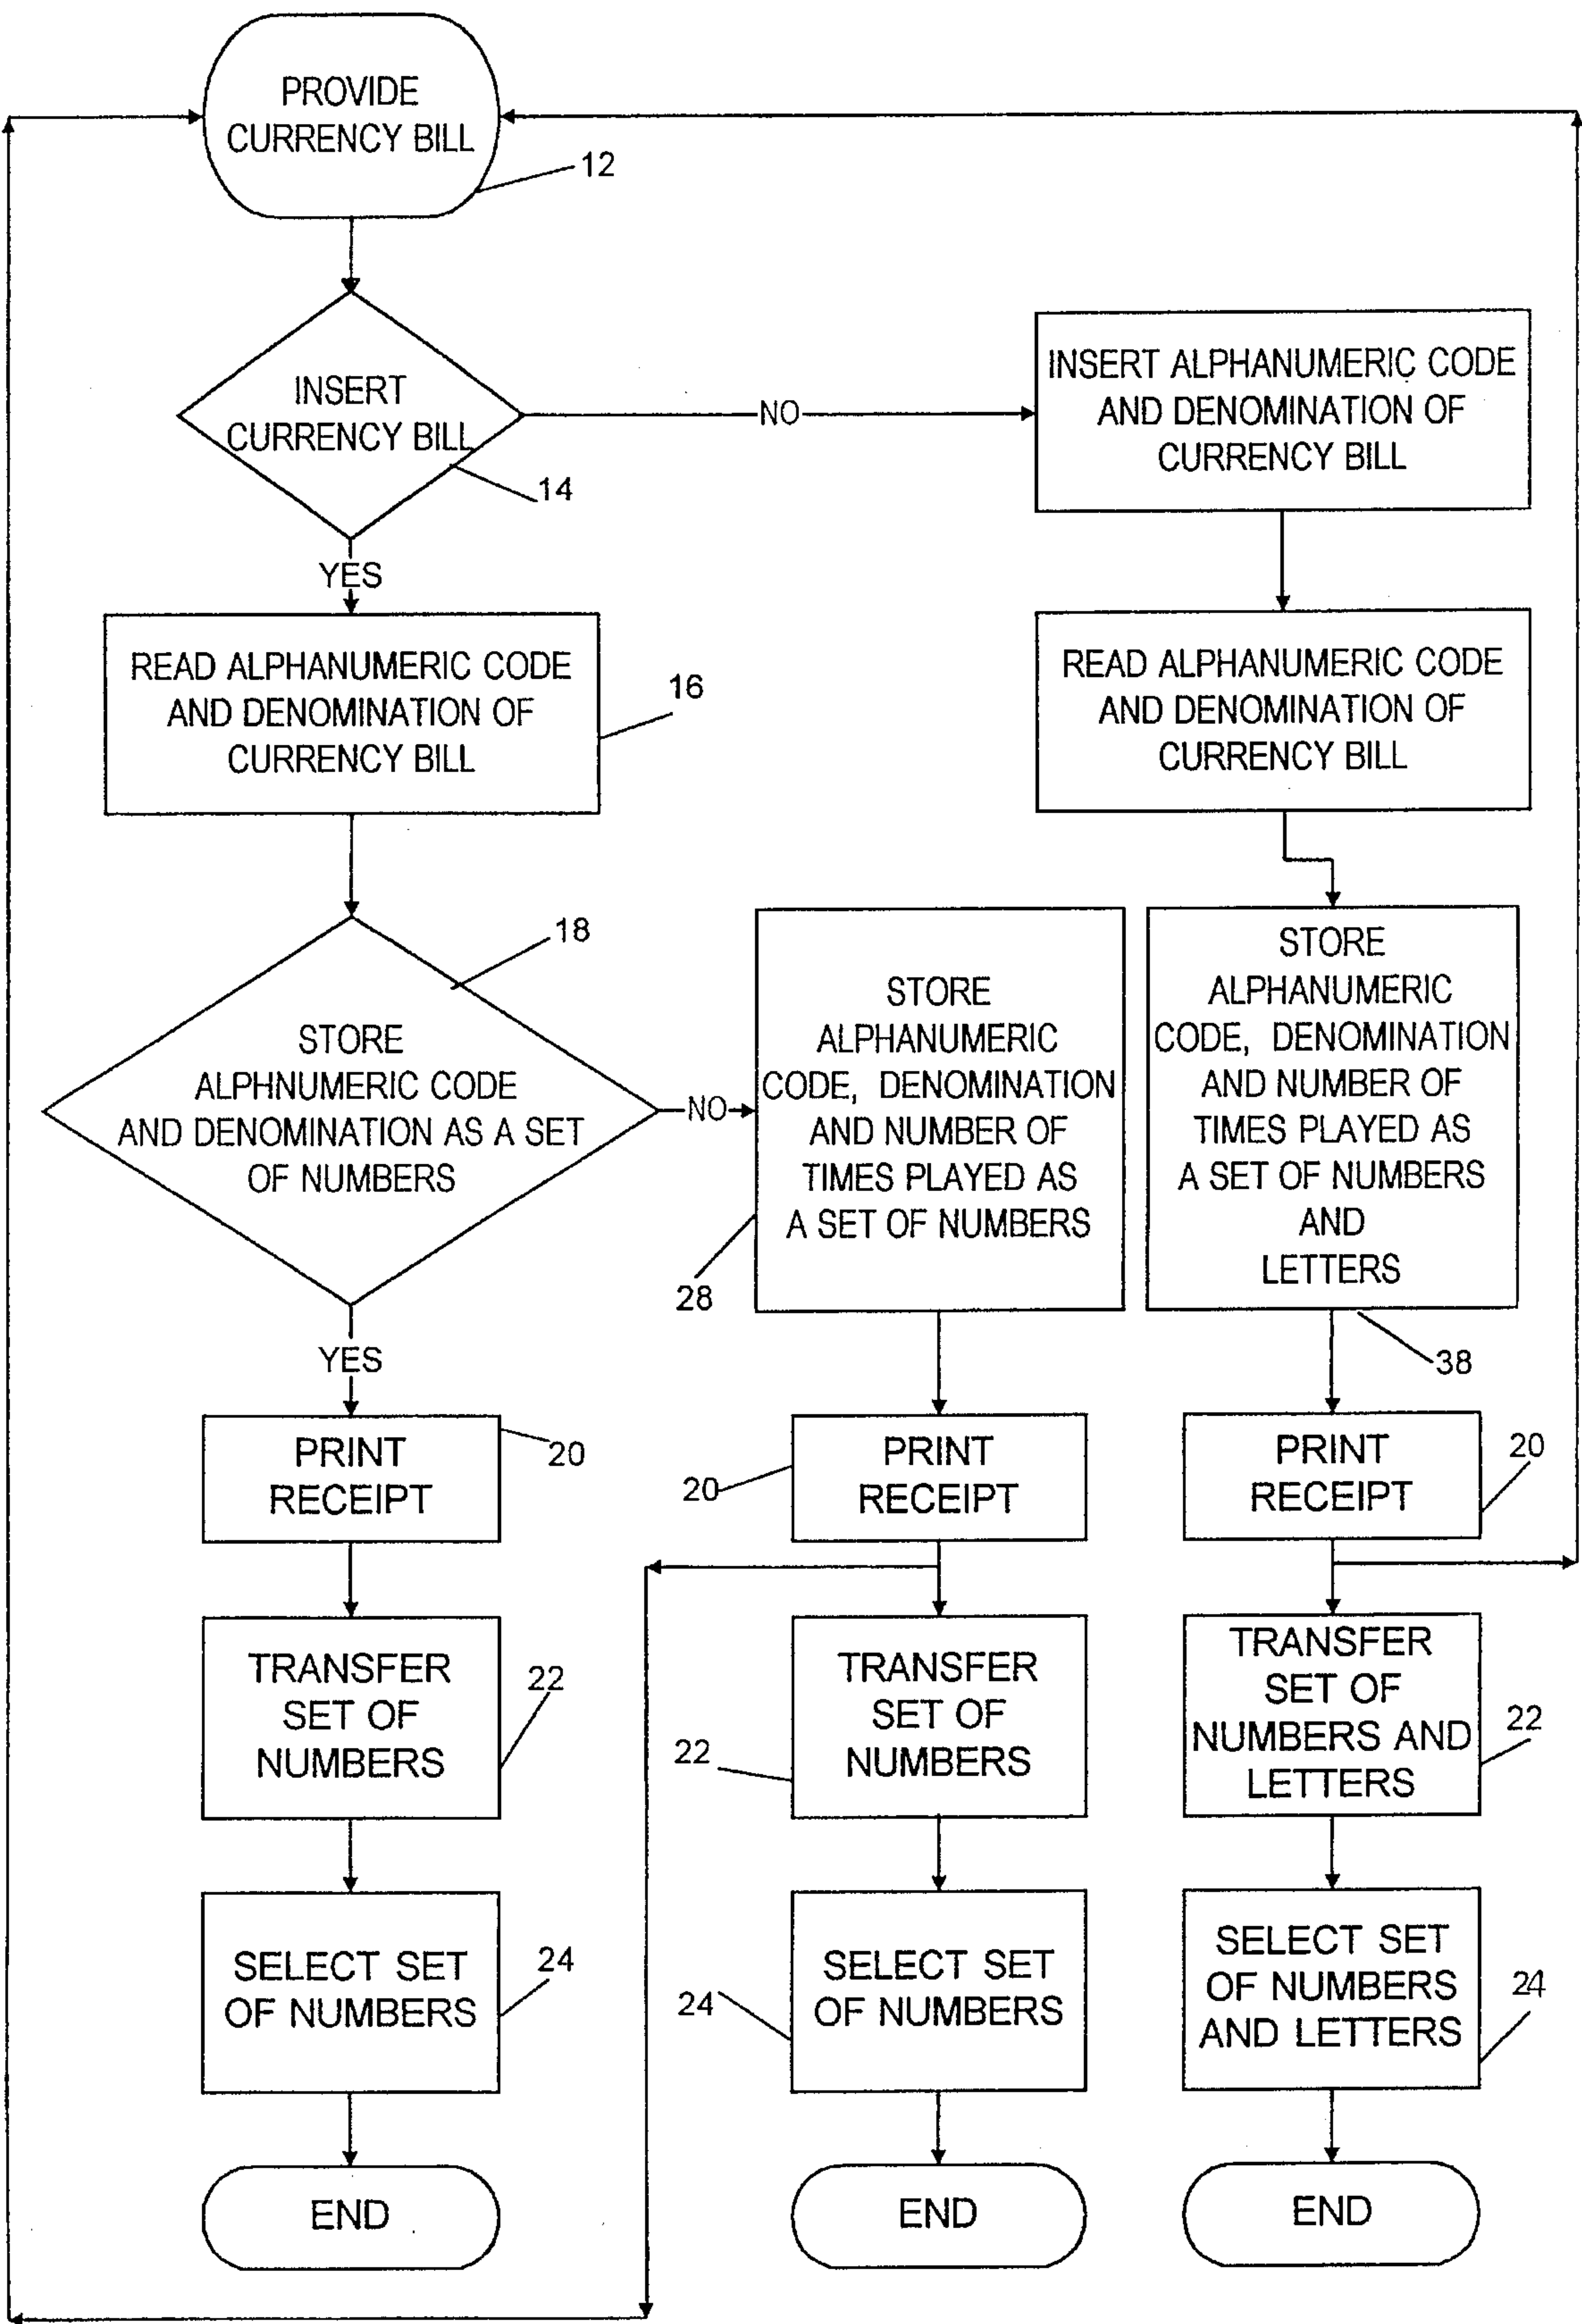 PROVIDE
CURRENCY BILL
12
INSERT
CURRENCY BILL
14
NO
INSERT ALPHANUMERIC CODE
AND DENOMINATION OF
CURRENCY BILL
YES
READ ALPHANUMERIC CODE
AND DENOMINATION OF
CURRENCY BILL
16
READ ALPHANUMERIC CODE
AND DENOMINATION OF
CURRENCY BILL
18
STORE
ALPHNUMERIC CODE
AND DENOMINATION AS A SET
OF NUMBERS
NO
STORE
ALPHANUMERIC
CODE, DENOMINATION
AND NUMBER OF
TIMES PLAYED AS
A SET OF NUMBERS
28
STORE
ALPHANUMERIC
CODE, DENOMINATION
AND NUMBER OF
TIMES PLAYED AS
A SET OF NUMBERS
AND
LETTERS
38
YES
PRINT
RECEIPT
20
PRINT
RECEIPT
20
PRINT
RECEIPT
20
TRANSFER
SET OF
NUMBERS
22
TRANSFER
SET OF
NUMBERS
22
TRANSFER
SET OF
NUMBERS AND
LETTERS
22
SELECT SET
OF NUMBERS
24
SELECT SET
OF NUMBERS
24
SELECT SET
OF NUMBERS
AND LETTERS
24
END
END
END